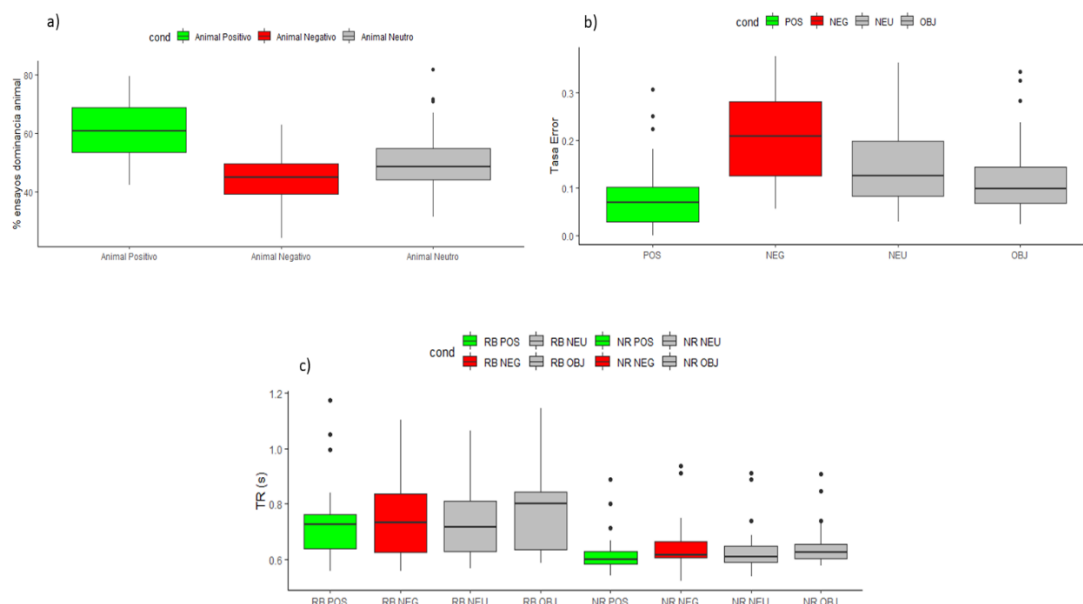 a)
cond Animal Positivo Animal Negativo Animal Neutro
% ensayos dominancia animal
80
60
40
Animal Positivo Animal Negativo Animal Neutro
b)
cond POS NEG NEU OBJ
Tasa Error
0.3
0.2
0.1
0.0
POS NEG NEU OBJ
c)
cond
RB POS RB NEU NR POS NR NEU
RB NEG RB OBJ NR NEG NR OBJ
TR (s)
1.2
1.0
0.8
0.6
RB POS RB NEG RB NEU RB OBJ NR POS NR NEG NR NEU NR OBJ